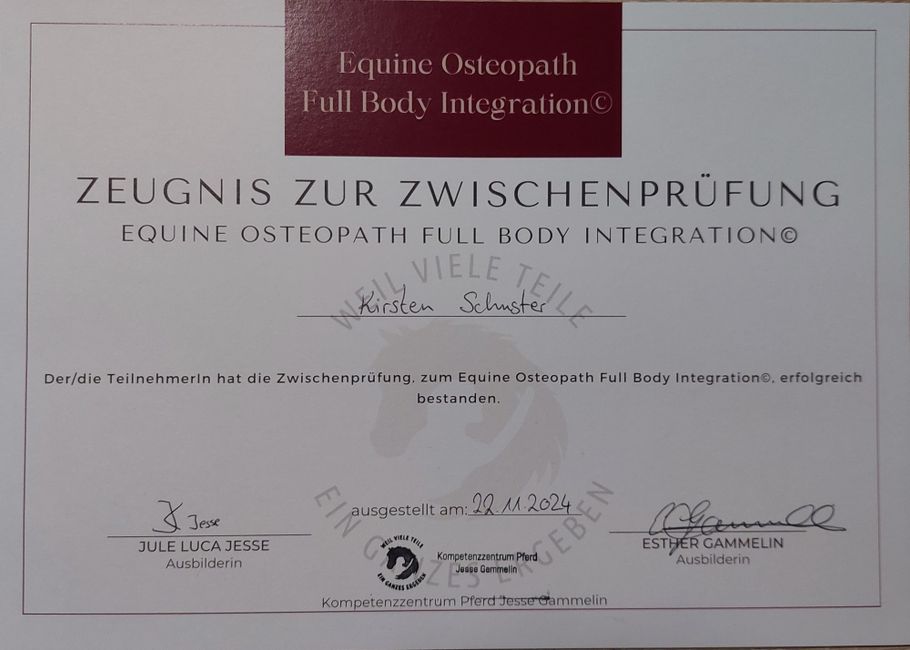 Equine Osteopath
Full Body Integration©
ZEUGNIS ZUR ZWISCHENPRÜFUNG
EQUINE OSTEOPATH FULL BODY INTEGRATION©
WEIL VIELE TEILE
Kirsten Schuster
Der/die TeilnehmerIn hat die Zwischenprüfung, zum Equine Osteopath Full Body Integration©, erfolgreich
bestanden.
ausgestellt am: 22.11.2024
EIN GANZES ERGEBEN
J. Jesse
JULE LUCA JESSE
Ausbilderin
Gammelin
ESTHER GAMMELIN
Ausbilderin
WEIL VIELE TEILE
EIN GANZES ERGEBEN
Kompetenzzentrum Pferd
Jesse Gammelin
Kompetenzzentrum Pferd Jesse Gammelin